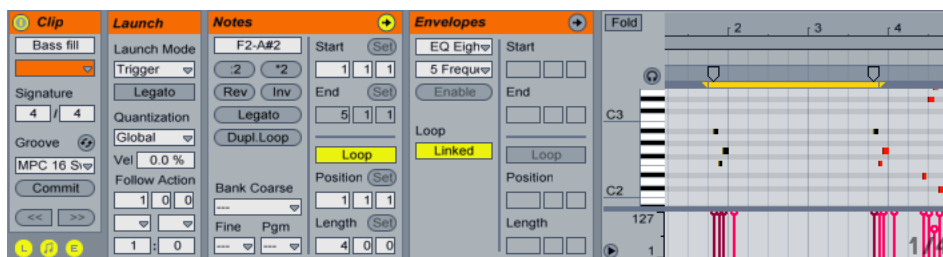 Clip
Bass fill
Signature
4 / 4
Groove
MPC 16 Sw
Commit
<< >>
L E
Launch
Launch Mode
Trigger
Legato
Quantization
Global
Vel 0.0 %
Follow Action
1 0 0
1 : 0
Notes
F2-A#2
:2 *2
Rev Inv
Legato
Dupl.Loop
Bank Coarse
---
Fine Pgm
--- ---
Start Set
1 1 1
End Set
5 1 1
Loop
Position Set
1 1 1
Length Set
4 0 0
Envelopes
EQ Eigh
5 Freque
Enable
Loop
Linked
Start
End
Loop
Position
Length
Fold
2 3 4
C3
C2
127
1
1/4